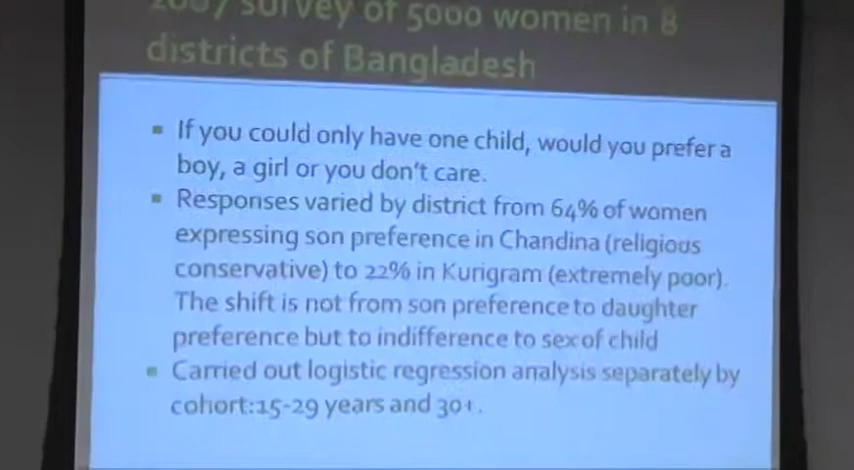 2007 survey of 5000 women in 8
districts of Bangladesh
▪ If you could only have one child, would you prefer a
boy, a girl or you don't care.
▪ Responses varied by district from 64% of women
expressing son preference in Chandina (religious
conservative) to 22% in Kurigram (extremely poor).
The shift is not from son preference to daughter
preference but to indifference to sex of child
▪ Carried out logistic regression analysis separately by
cohort:15-29 years and 30+.